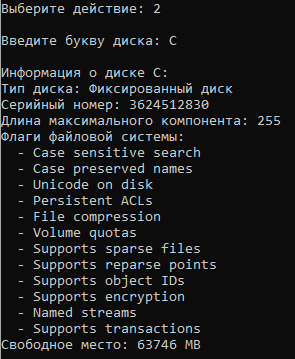 Выберите действие: 2
Введите букву диска: C
Информация о диске C:
Тип диска: Фиксированный диск
Серийный номер: 3624512830
Длина максимального компонента: 255
Флаги файловой системы:
- Case sensitive search
- Case preserved names
- Unicode on disk
- Persistent ACLs
- File compression
- Volume quotas
- Supports sparse files
- Supports reparse points
- Supports object IDs
- Supports encryption
- Named streams
- Supports transactions
Свободное место: 63746 MB